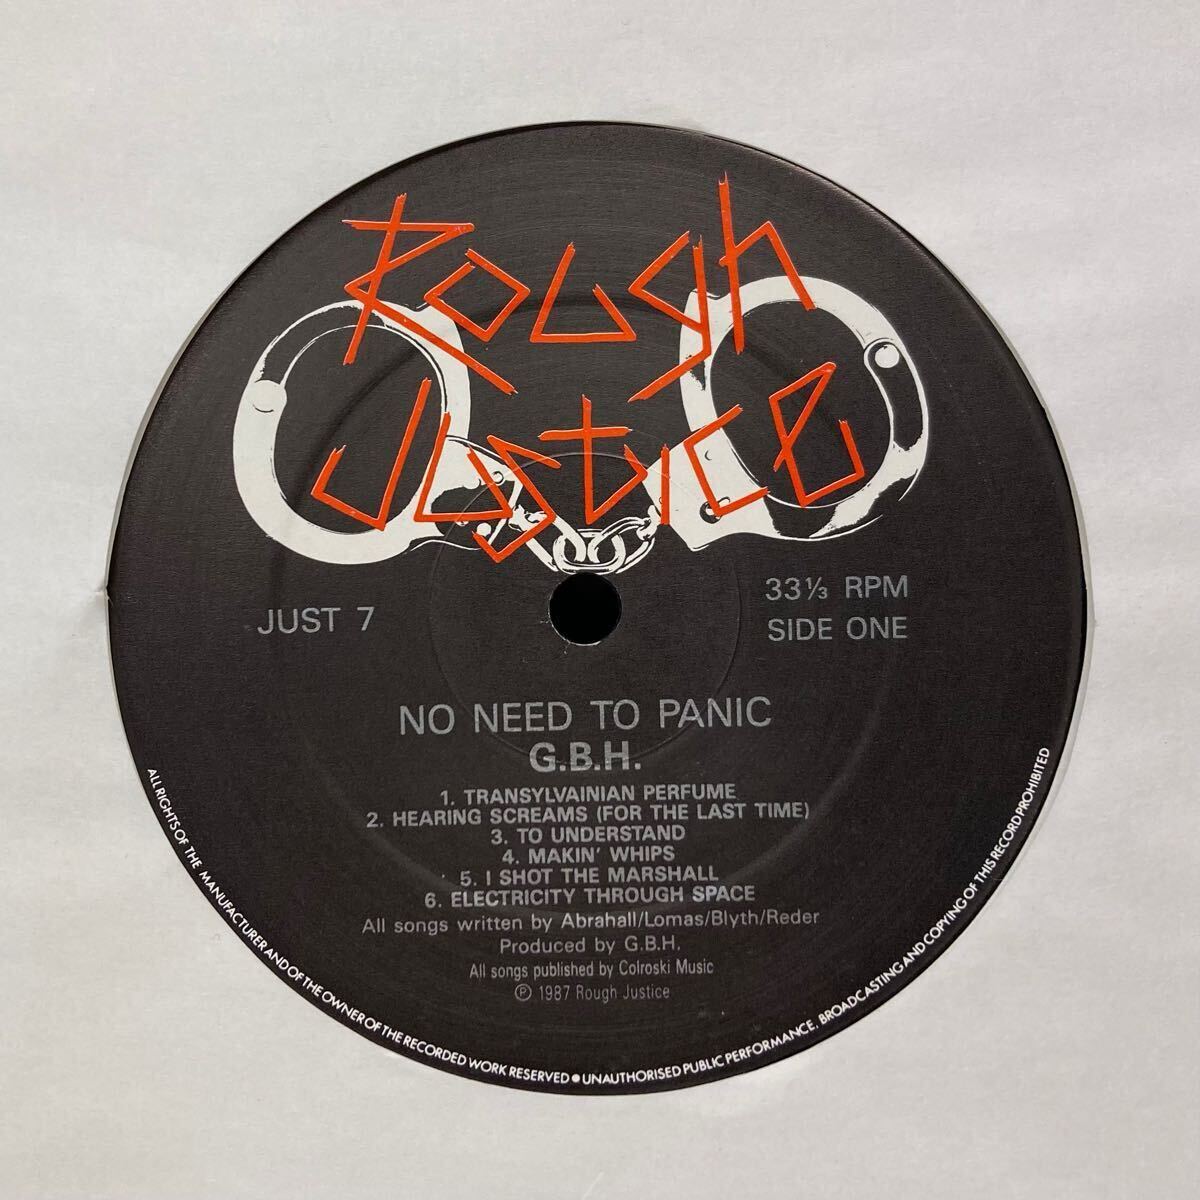 Rough
Justice
JUST 7
33⅓ RPM
SIDE ONE
NO NEED TO PANIC
G.B.H.
1. TRANSYLVAINIAN PERFUME
2. HEARING SCREAMS (FOR THE LAST TIME)
3. TO UNDERSTAND
4. MAKIN' WHIPS
5. I SHOT THE MARSHALL
6. ELECTRICITY THROUGH SPACE
All songs written by Abrahall/Lomas/Blyth/Reder
Produced by G.B.H.
All songs published by Colroski Music
℗ 1987 Rough Justice
ALL RIGHTS OF THE MANUFACTURER AND OF THE OWNER OF THE RECORDED WORK RESERVED ● UNAUTHORISED PUBLIC PERFORMANCE, BROADCASTING AND COPYING OF THIS RECORD PROHIBITED